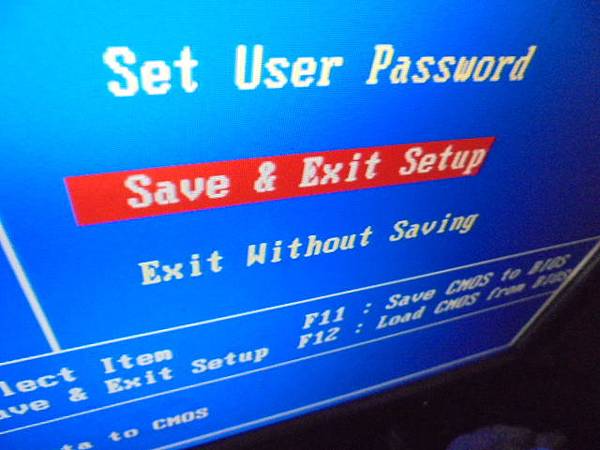 Set User Password
Save & Exit Setup
Exit Without Saving
F11 : Save CMOS to BIOS
F12 : Load CMOS from BIOS
lect Item
ave & Exit Setup
ta to CMOS